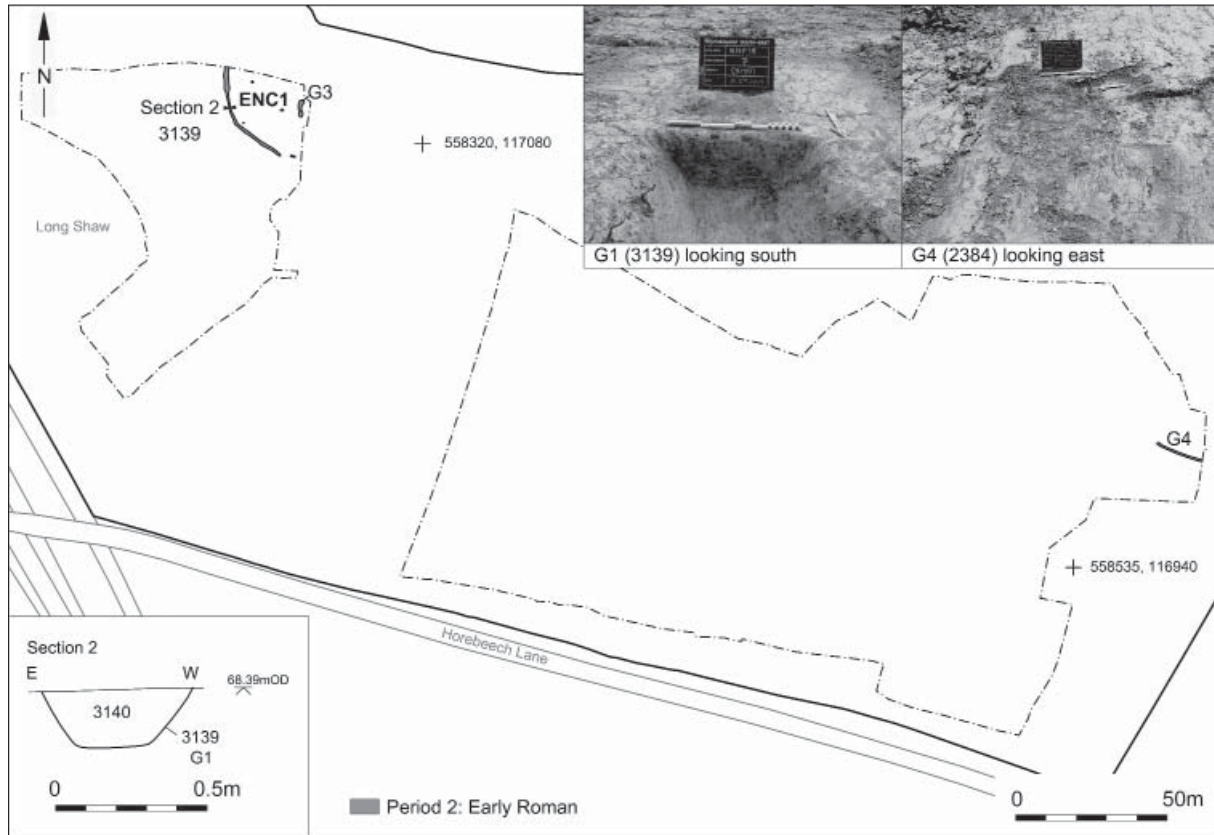 N
Section 2
3139
ENC1
G3
558320, 117080
Long Shaw
G1 (3139) looking south
G4 (2384) looking east
G4
558535, 116940
Horebeech Lane
Section 2
E
W
68.39mOD
3140
3139
G1
0
0.5m
Period 2: Early Roman
0
50m